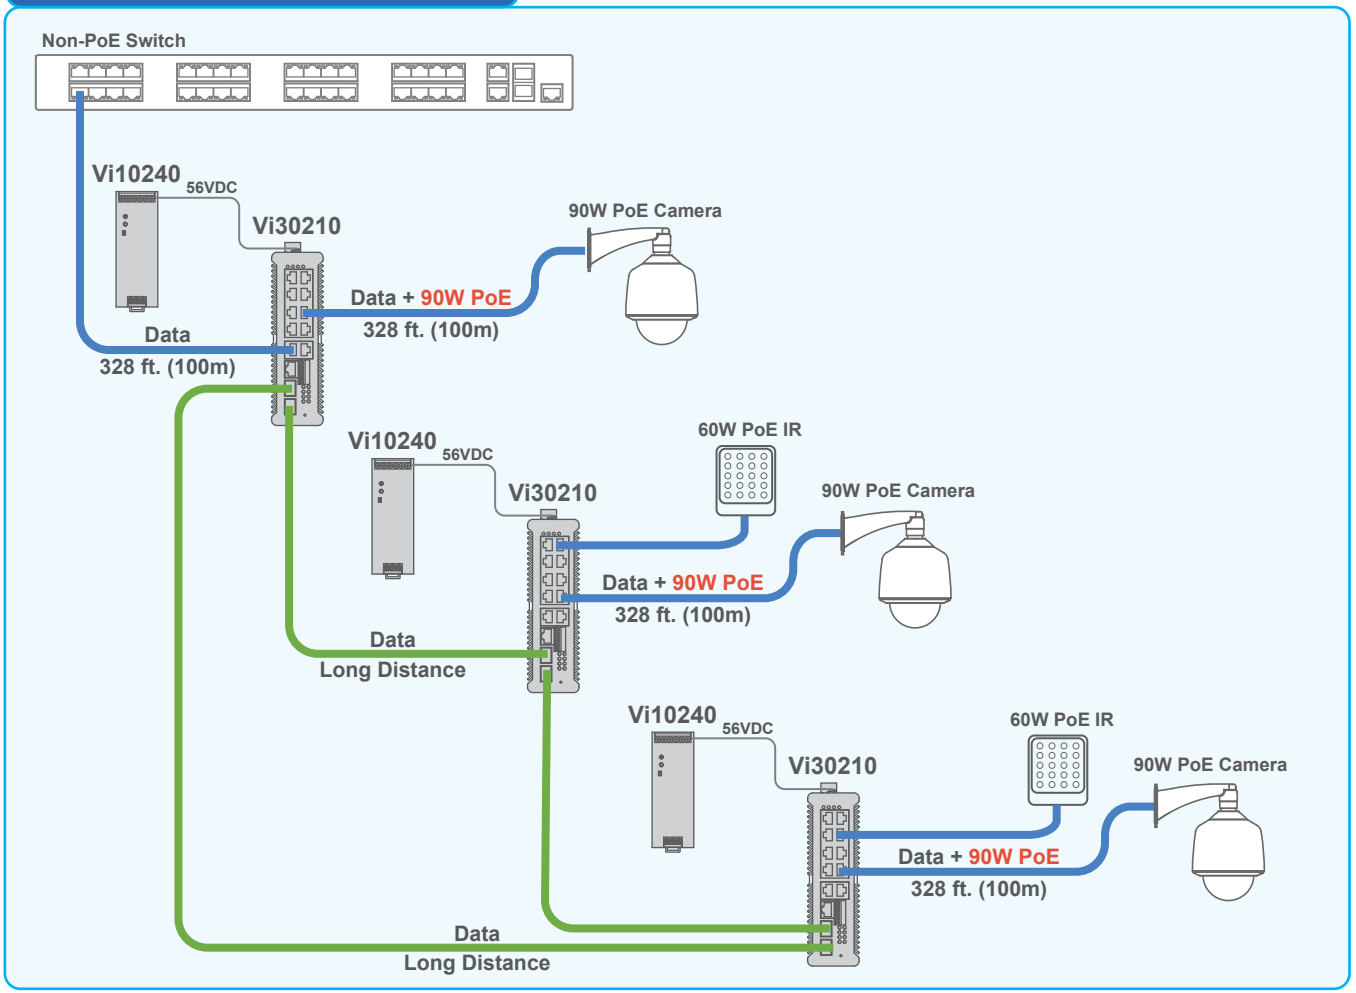 Non-PoE Switch
Vi10240
56VDC
Vi30210
90W PoE Camera
Data + 90W PoE
328 ft. (100m)
Data
328 ft. (100m)
Vi10240
56VDC
Vi30210
60W PoE IR
90W PoE Camera
Data + 90W PoE
328 ft. (100m)
Data
Long Distance
Vi10240
56VDC
Vi30210
60W PoE IR
90W PoE Camera
Data + 90W PoE
328 ft. (100m)
Data
Long Distance